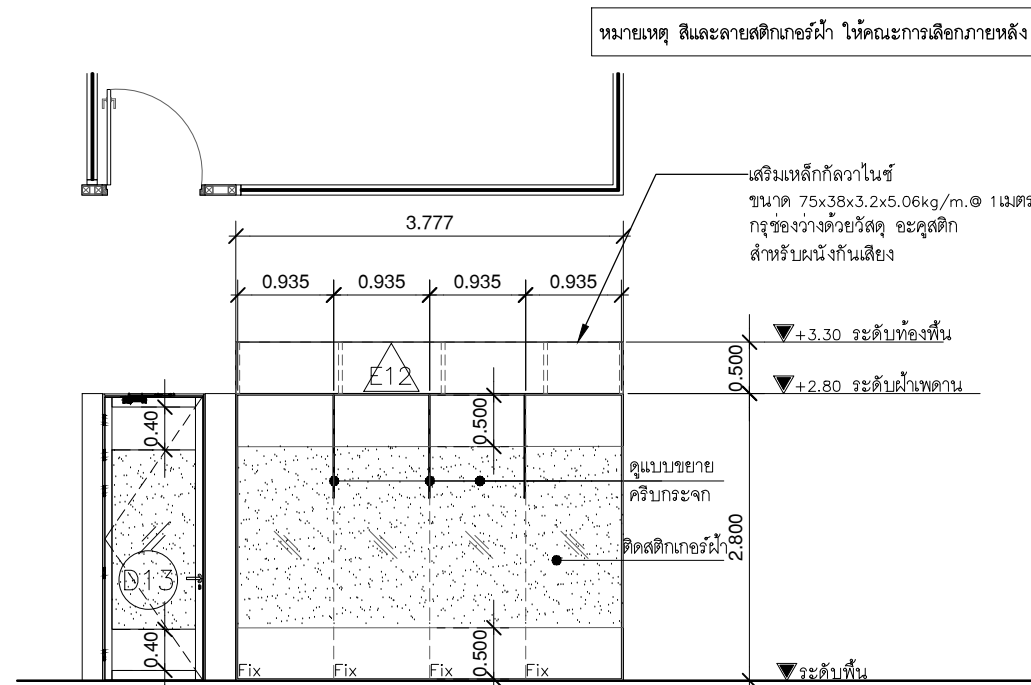 หมายเหตุ สีและลายสติกเกอร์ฝ้า ให้คณะการเลือกภายหลัง
เสริมเหล็กกัลวาไนซ์
ขนาด 75x38x3.2x5.06kg/m.@ 1เมตร
กรุช่องว่างด้วยวัสดุ อะคูสติก
สำหรับผนังกันเสียง
3.777
0.935 0.935 0.935 0.935
+3.30 ระดับท้องพื้น
0.500
E12
+2.80 ระดับฝ้าเพดาน
0.40
0.500
ดูแบบขยาย
ครีบกระจก
ติดสติกเกอร์ฝ้า
2.800
D13
0.40
0.500
Fix Fix Fix Fix
ระดับพื้น